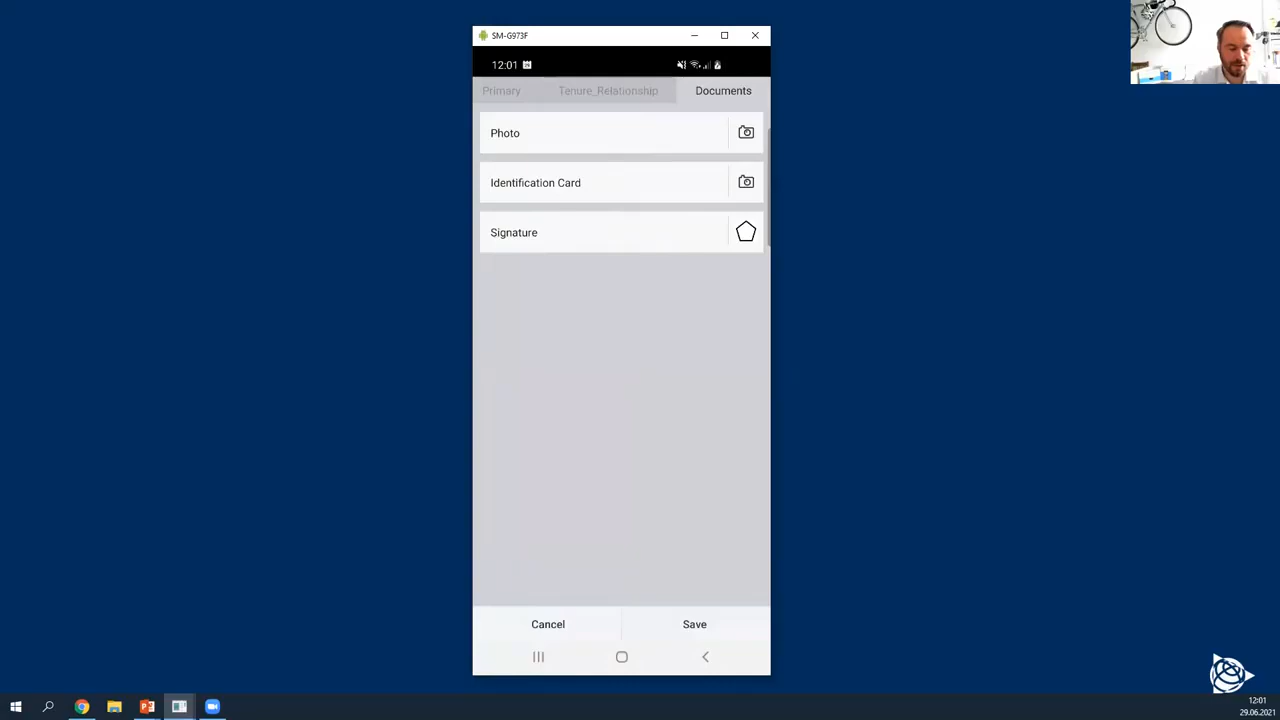 SM-G973F
12:01
Primary Tenure_Relationship Documents
Photo
Identification Card
Signature
Cancel Save
12:01
29.06.2021